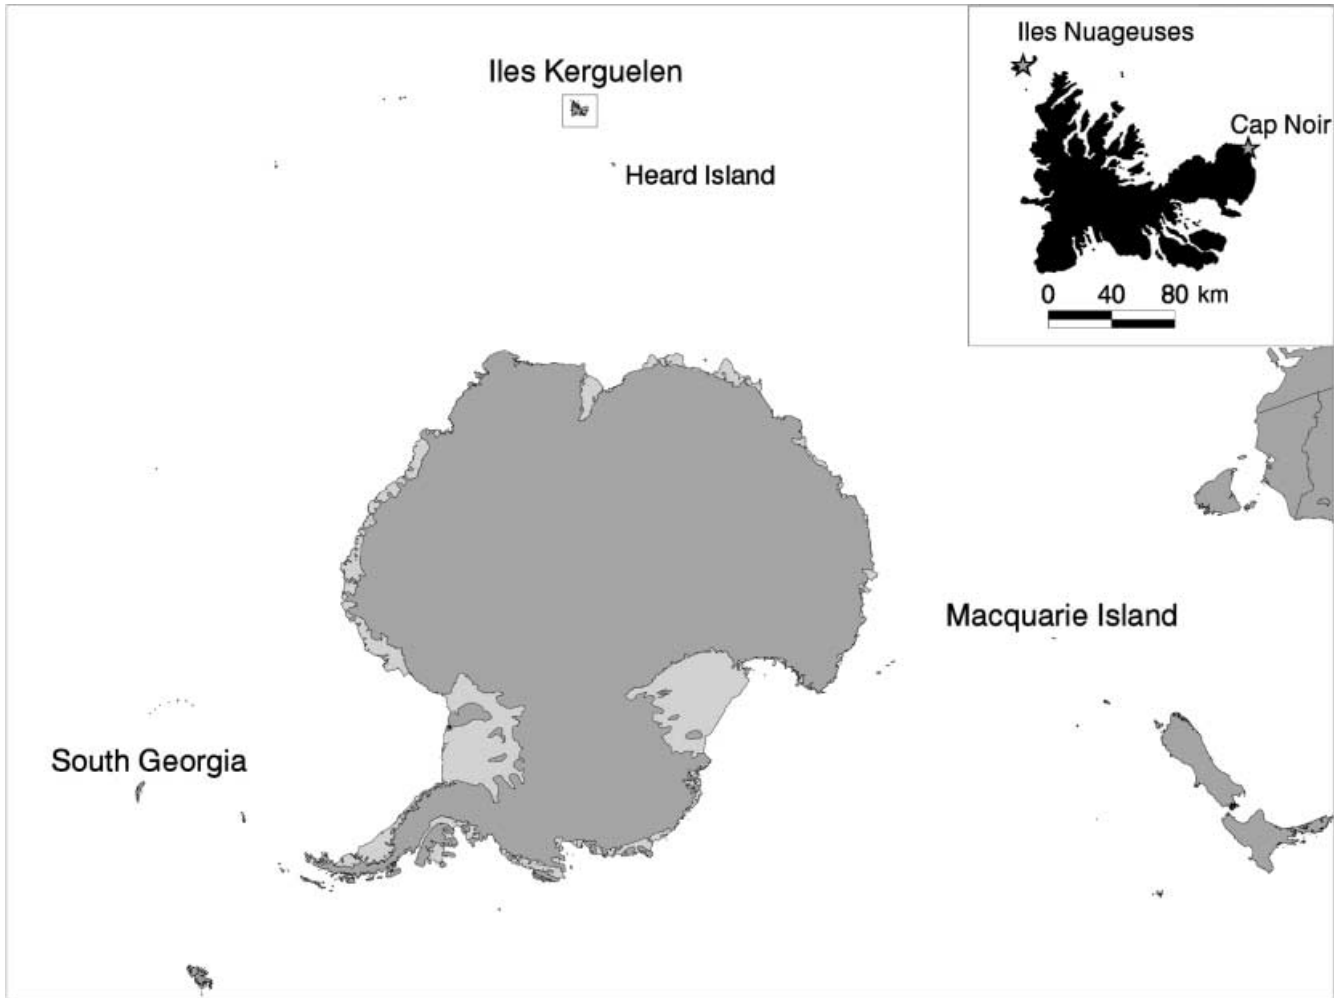 Iles Kerguelen
Heard Island
Iles Nuageuses
Cap Noir
0 40 80 km
Macquarie Island
South Georgia